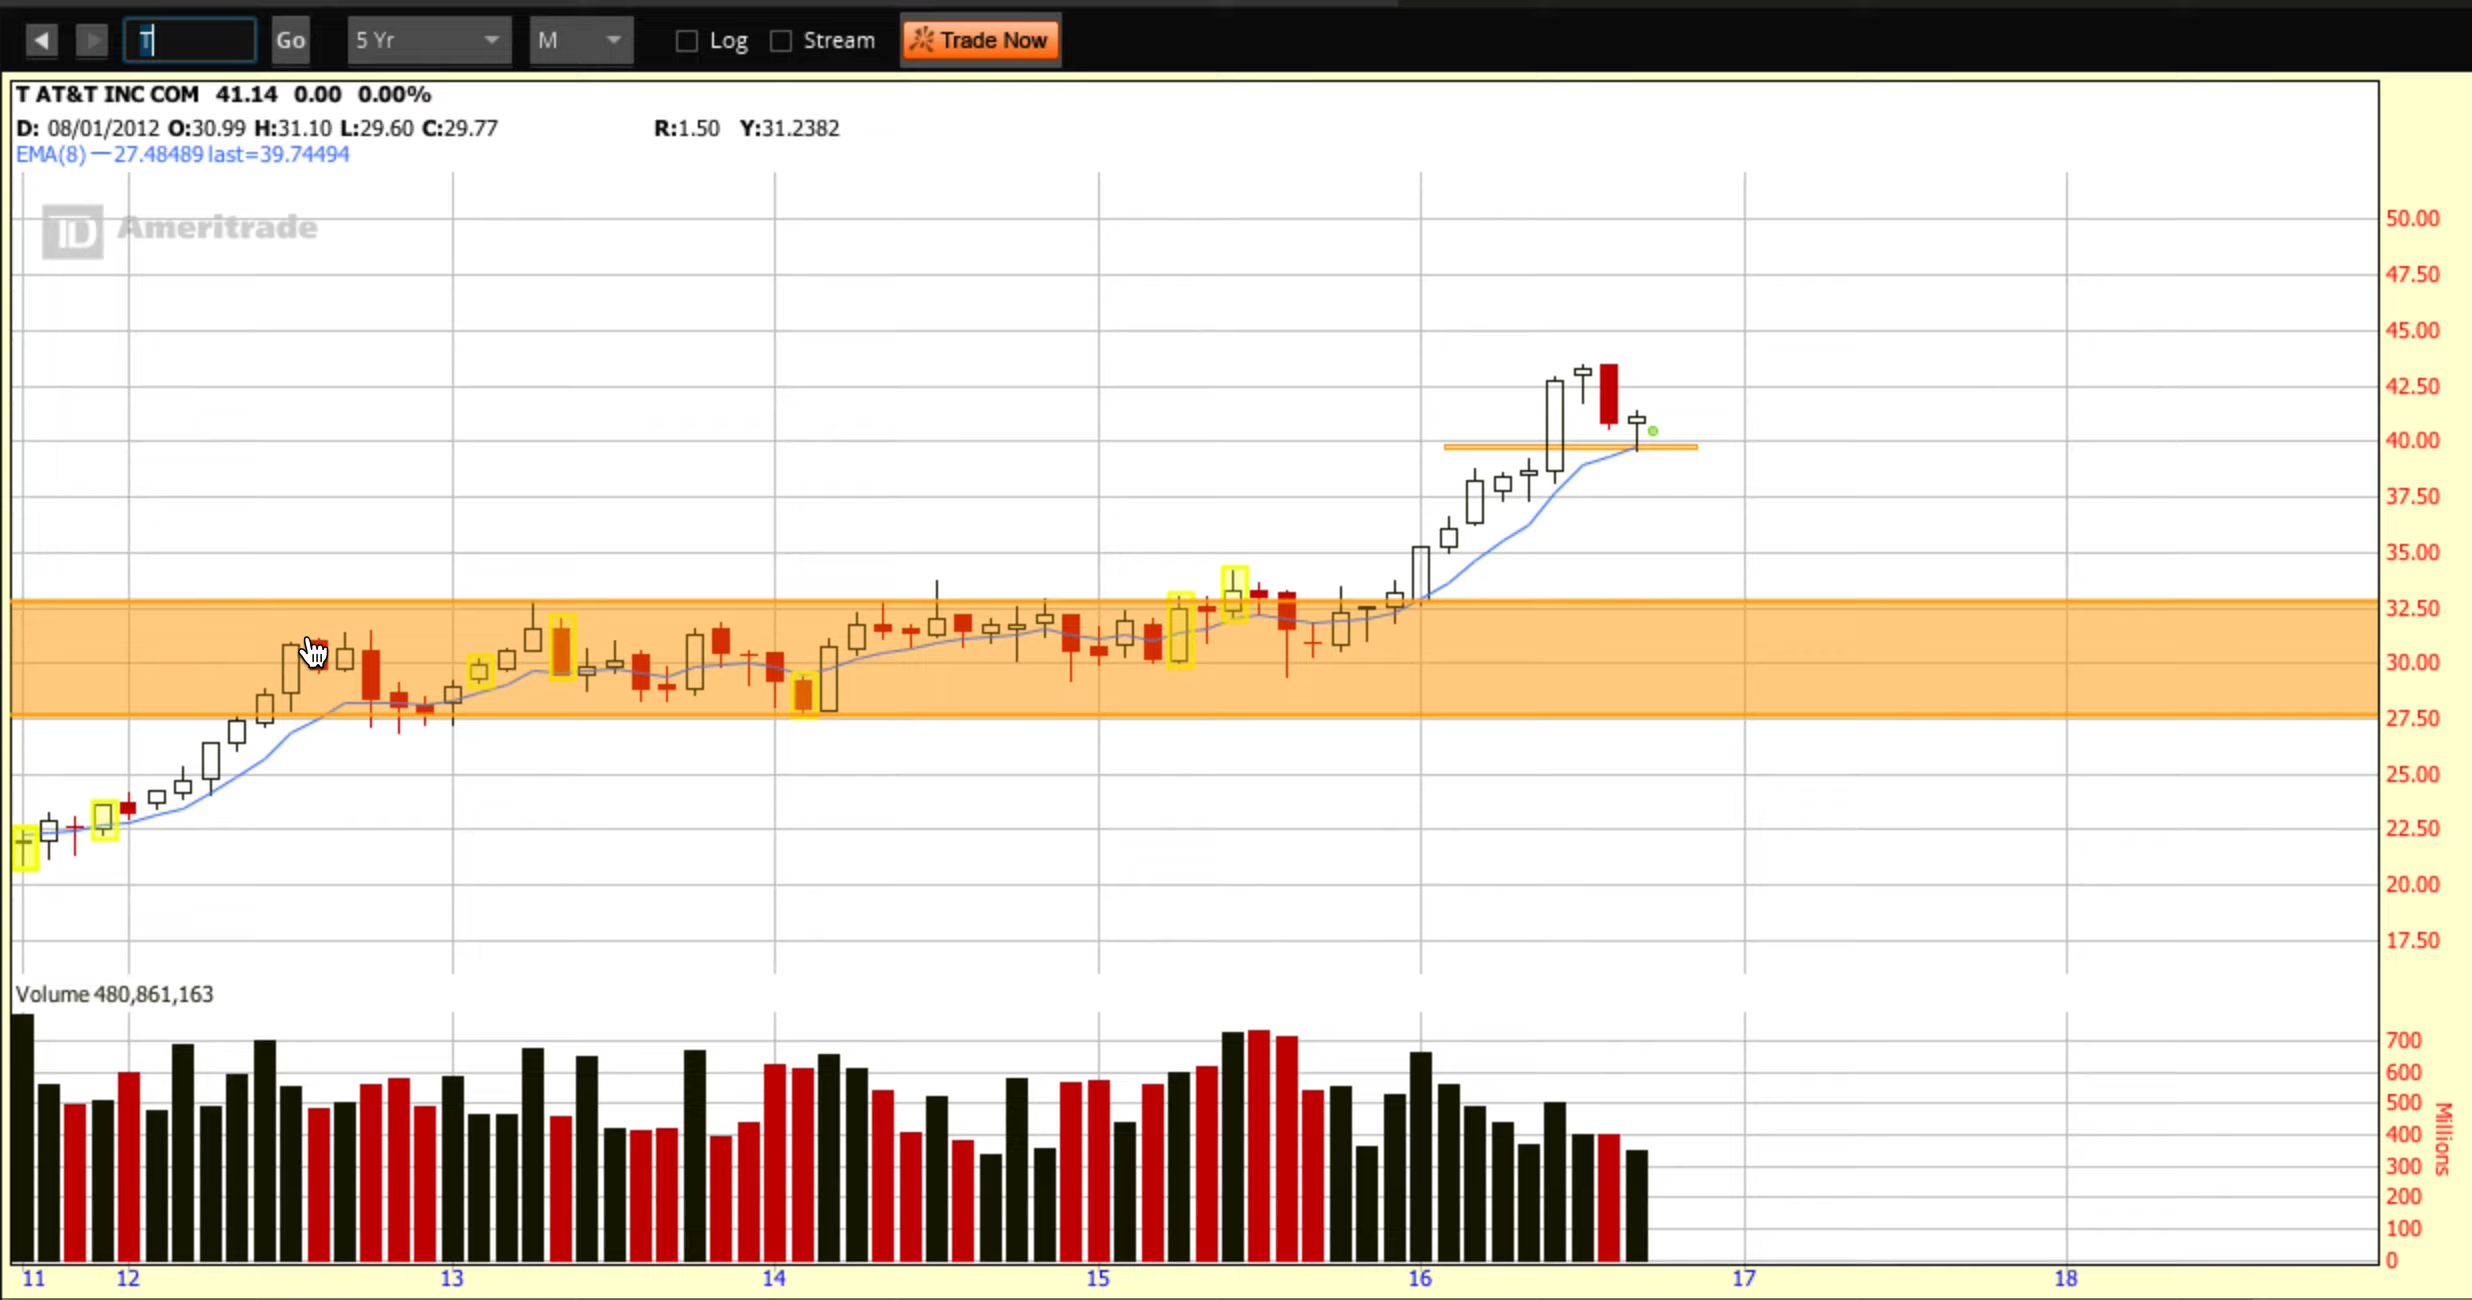 T Go 5 Yr M Log Stream Trade Now
T AT&T INC COM 41.14 0.00 0.00%
D: 08/01/2012 O:30.99 H:31.10 L:29.60 C:29.77 R:1.50 Y:31.2382
EMA(8) —27.48489 last=39.74494
TD Ameritrade
50.00
47.50
45.00
42.50
40.00
37.50
35.00
32.50
30.00
27.50
25.00
22.50
20.00
17.50
Volume 480,861,163
700
600
500
400
300
200
100
0
Millions
11 12 13 14 15 16 17 18